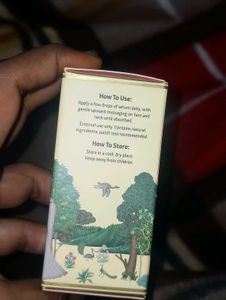 How To Use:
Apply a few drops of serum daily, with
gentle upward massaging on face and
neck until absorbed.
External use only. Contains natural
ingredients, patch test recommended.
How To Store:
Store in a cool, dry place.
Keep away from children.